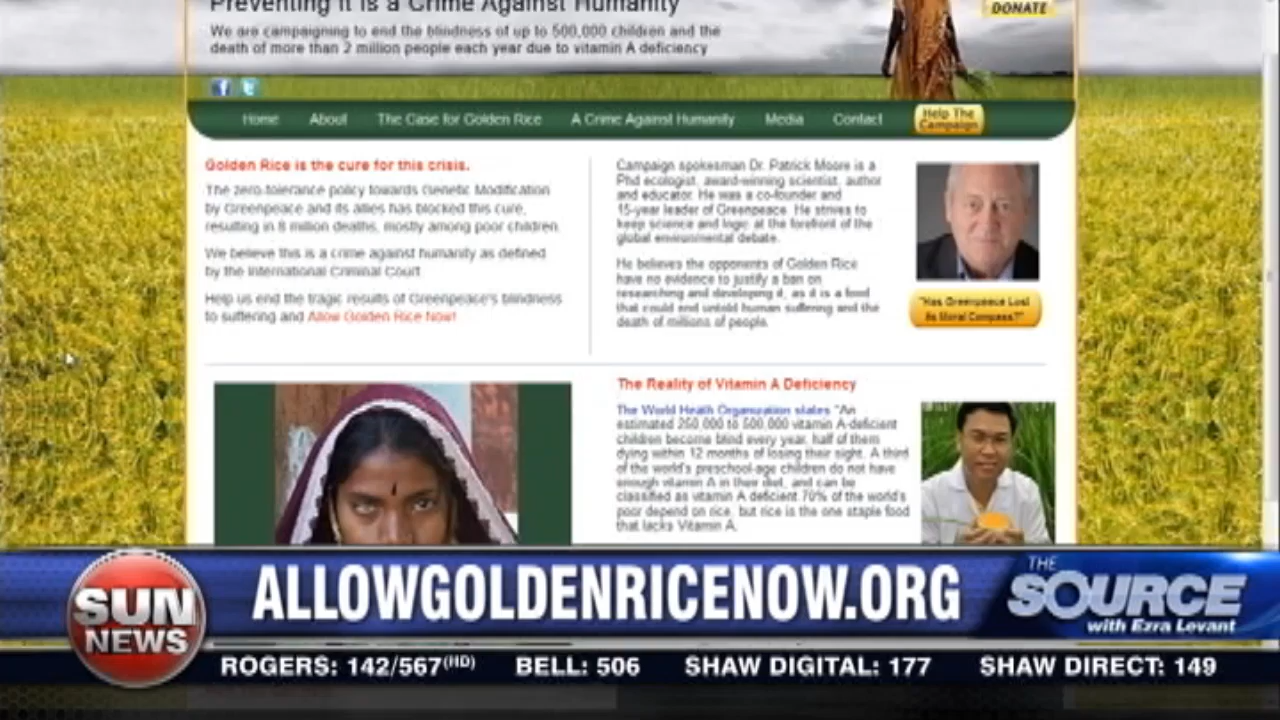 Preventing it is a Crime Against Humanity
DONATE
We are campaigning to end the blindness of up to 500,000 children and the
death of more than 2 million people each year due to vitamin A deficiency
Home About The Case for Golden Rice A Crime Against Humanity Media Contact Help The
Campaign
Golden Rice is the cure for this crisis.
The zero-tolerance policy towards Genetic Modification
by Greenpeace and its allies has blocked this cure,
resulting in 8 million deaths, mostly among poor children.
We believe this is a crime against humanity as defined
by the International Criminal Court
Help us end the tragic results of Greenpeace's blindness
to suffering and Allow Golden Rice Now!
Campaign spokesman Dr. Patrick Moore is a
Phd ecologist, award-winning scientist, author
and educator. He was a co-founder and
15-year leader of Greenpeace. He strives to
keep science and logic at the forefront of the
global environmental debate.
He believes the opponents of Golden Rice
have no evidence to justify a ban on
researching and developing it, as it is a food
that could end untold human suffering and the
death of millions of people.
"Has Greenpeace Lost
its Moral Compass?"
The Reality of Vitamin A Deficiency
The World Heath Organization states "An
estimated 250,000 to 500,000 vitamin A-deficient
children become blind every year, half of them
dying within 12 months of losing their sight. A third
of the world's preschool-age children do not have
enough vitamin A in their diet, and can be
classified as vitamin A deficient.70% of the world's
poor depend on rice, but rice is the one staple food
that lacks Vitamin A.
SUN
NEWS
ALLOWGOLDENRICENOW.ORG
THE
SOURCE
with Ezra Levant
ROGERS: 142/567(HD) BELL: 506 SHAW DIGITAL: 177 SHAW DIRECT: 149